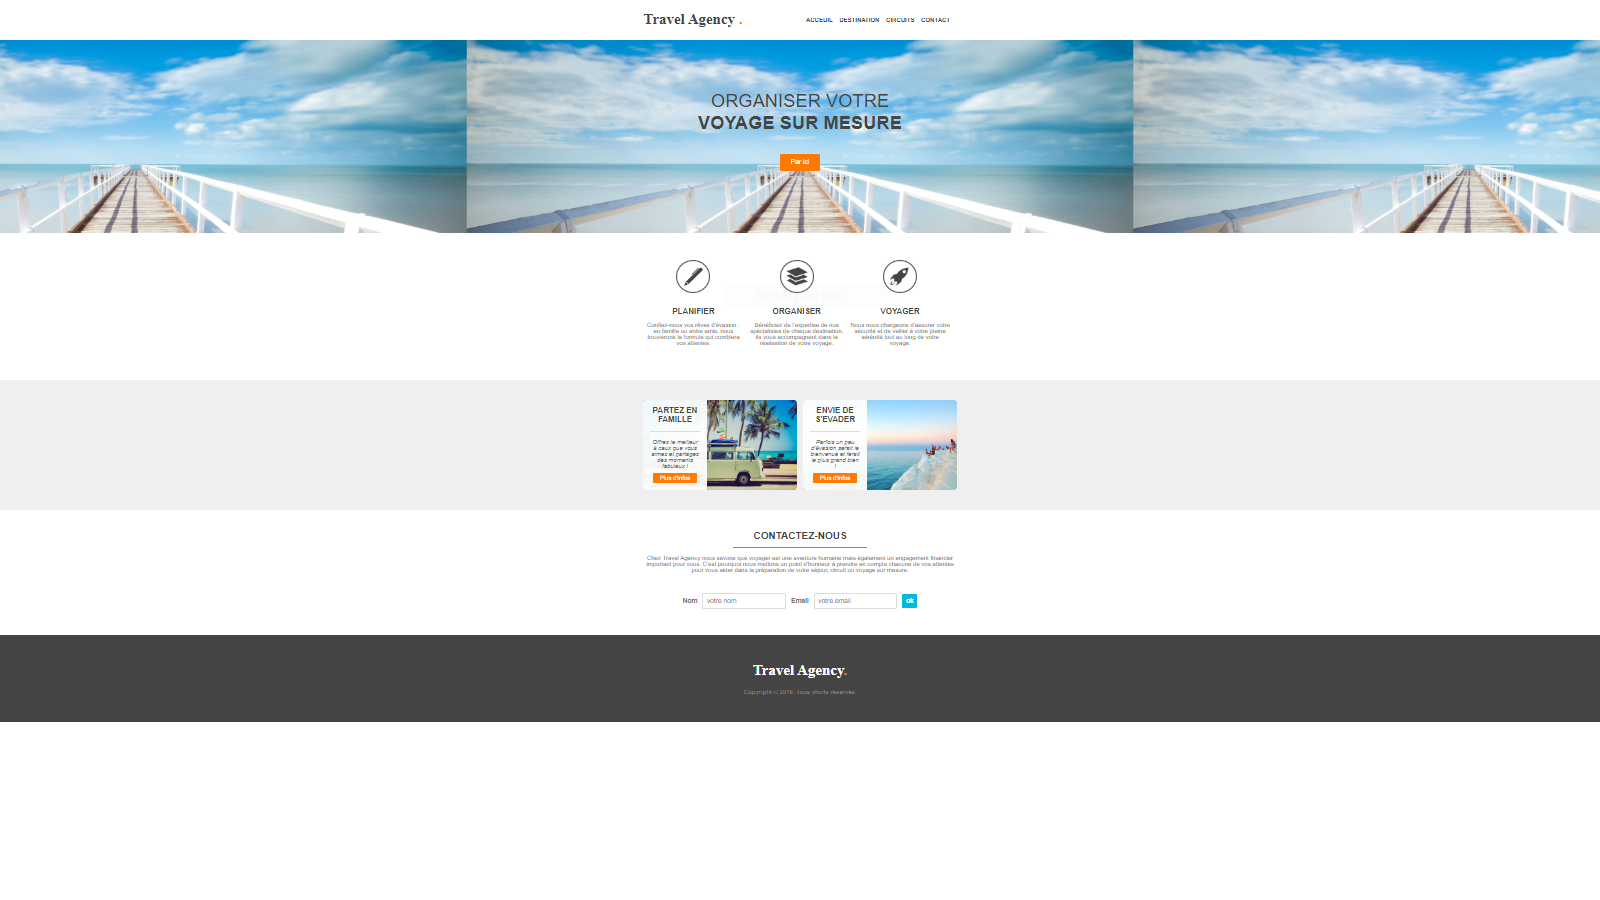 Travel Agency .
ACCEUIL DESTINATION CIRCUITS CONTACT
ORGANISER VOTRE
VOYAGE SUR MESURE
Par ici
PLANIFIER
Confiez-nous vos rêves d'évasion :
en famille ou entre amis, nous
trouverons la formule qui comblera
vos attentes.
ORGANISER
Bénéficiez de l'expertise de nos
spécialistes de chaque destination,
ils vous accompagnent dans la
réalisation de votre voyage.
VOYAGER
Nous nous chargeons d'assurer votre
sécurité et de veiller à votre pleine
sérénité tout au long de votre
voyage.
PARTEZ EN
FAMILLE
Offrez le meilleur
à ceux que vous
aimez et partagez
des moments
fabuleux !
Plus d'infos
ENVIE DE
S'EVADER
Parfois un peu
d'évasion serait le
bienvenue et ferait
le plus grand bien
!
Plus d'infos
CONTACTEZ-NOUS
Chez Travel Agency nous savons que voyager est une aventure humaine mais également un engagement financier
important pour vous. C'est pourquoi nous mettons un point d'honneur à prendre en compte chacune de vos attentes
pour vous aider dans la préparation de votre séjour, circuit ou voyage sur mesure.
Nom votre nom Email votre email ok
Travel Agency.
Copyright © 2016. Tous droits réservés.